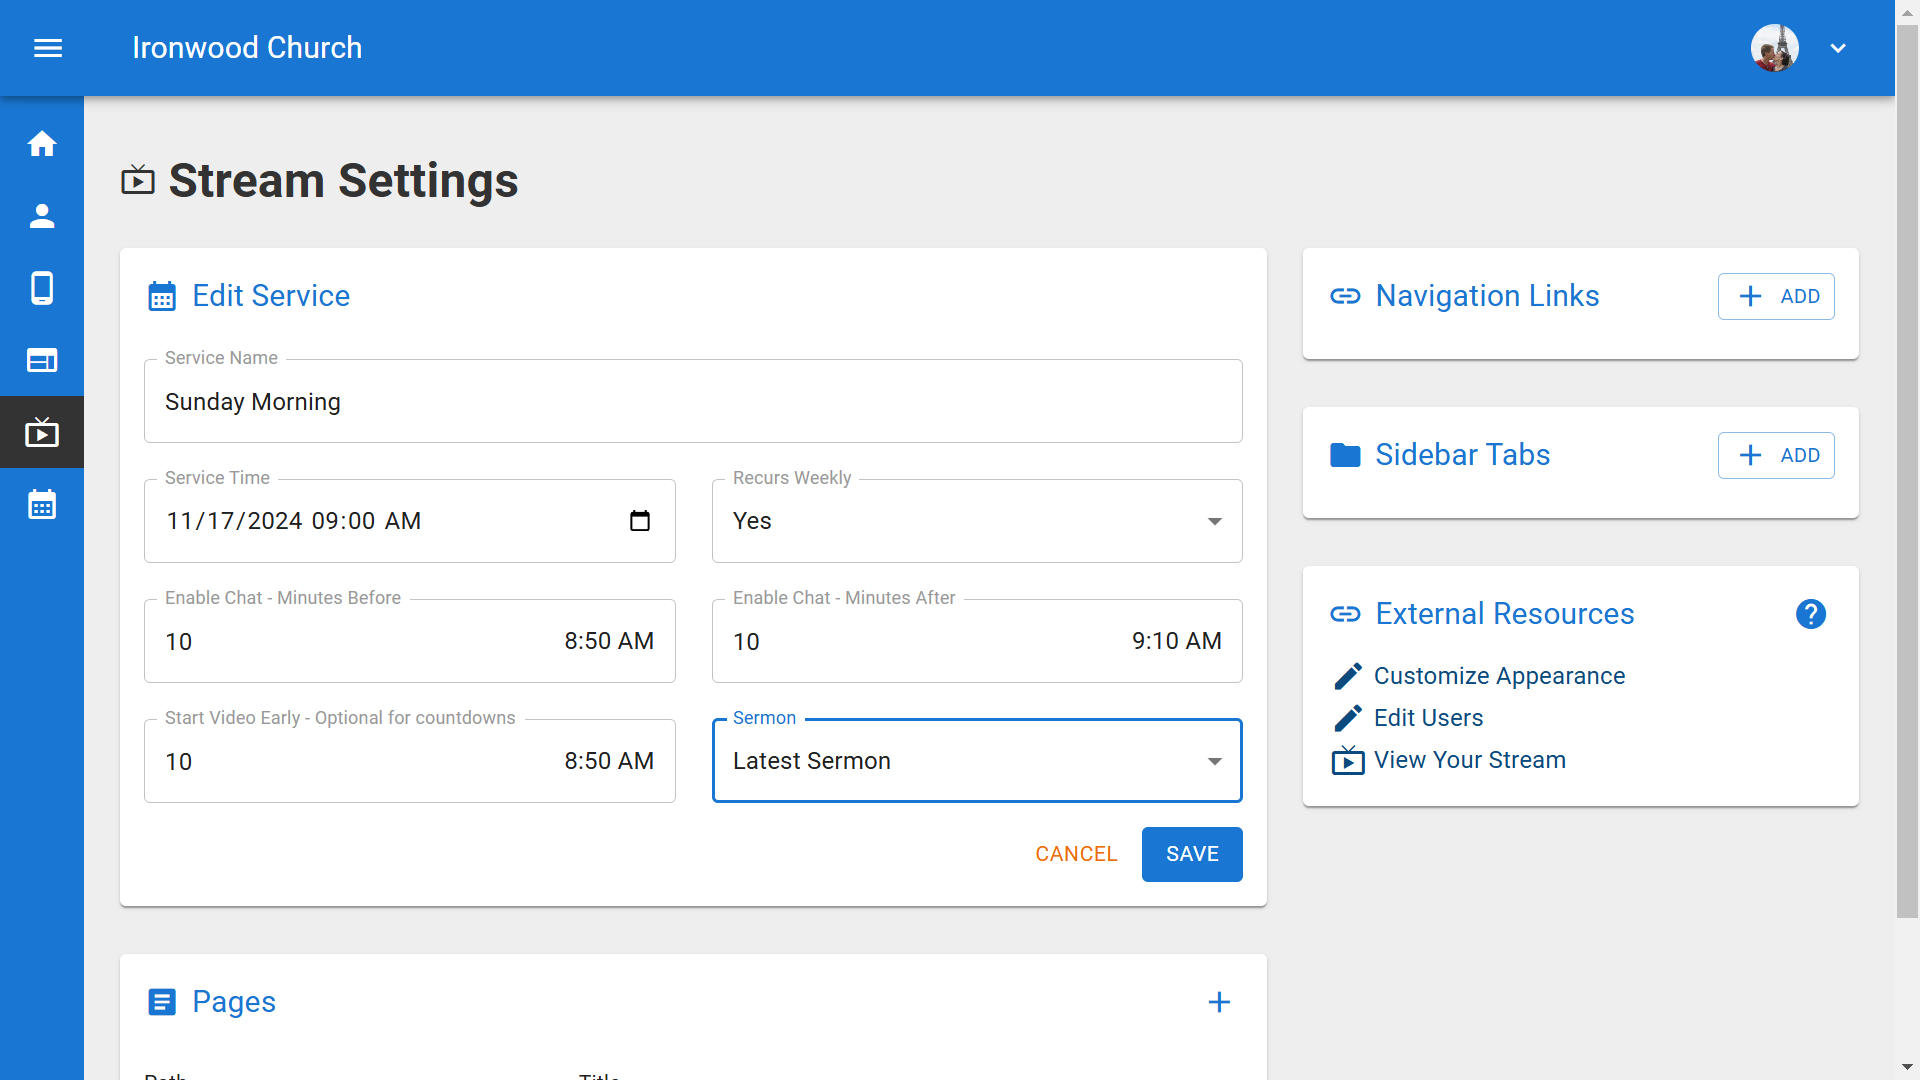 Ironwood Church
Stream Settings
Edit Service
Service Name
Sunday Morning
Service Time
11/17/2024 09:00 AM
Recurs Weekly
Yes
Enable Chat - Minutes Before
10
8:50 AM
Enable Chat - Minutes After
10
9:10 AM
Start Video Early - Optional for countdowns
10
8:50 AM
Sermon
Latest Sermon
CANCEL
SAVE
Pages
Path
Title
Navigation Links
ADD
Sidebar Tabs
ADD
External Resources
Customize Appearance
Edit Users
View Your Stream